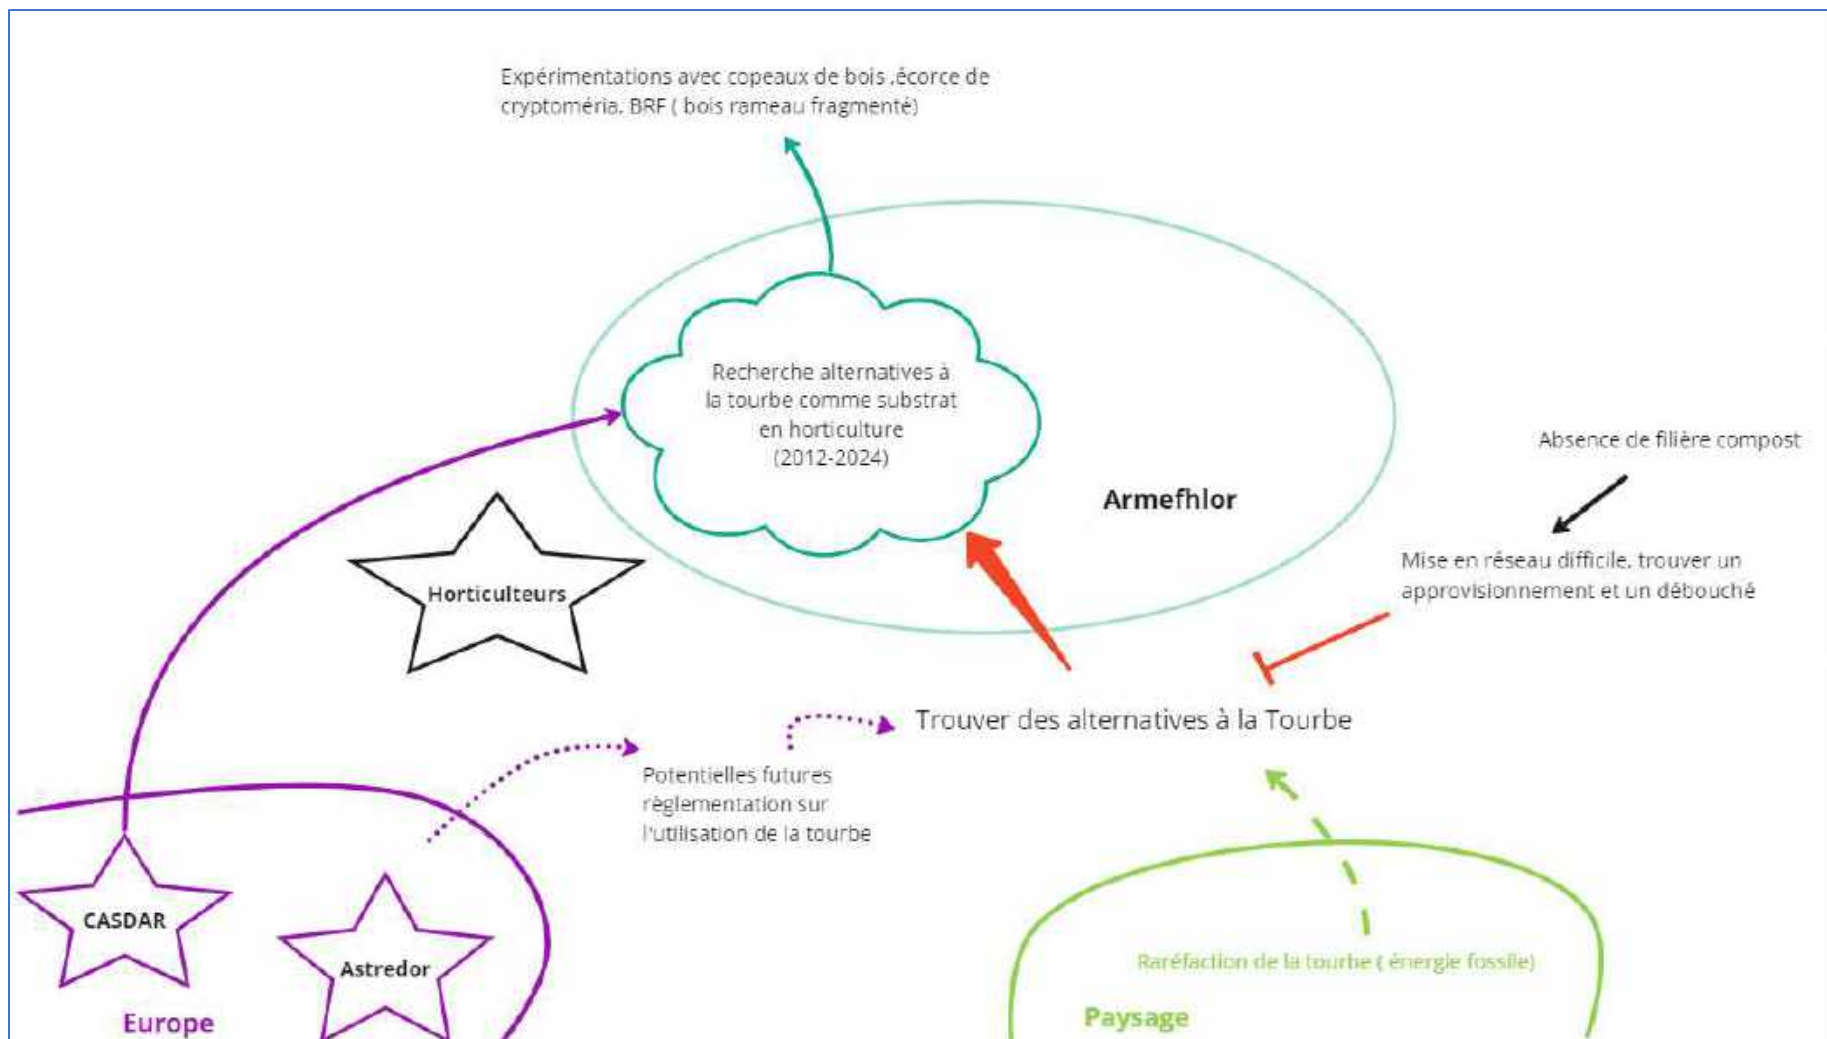 Expérimentations avec copeaux de bois ,écorce de
cryptoméria, BRF ( bois rameau fragmenté)
Recherche alternatives à
la tourbe comme substrat
en horticulture
(2012-2024)
Armefhlor
Absence de filière compost
Mise en réseau difficile, trouver un
approvisionnement et un débouché
Horticulteurs
Trouver des alternatives à la Tourbe
Potentielles futures
règlementation sur
l'utilisation de la tourbe
CASDAR
Astredor
Europe
Raréfaction de la tourbe ( énergie fossile)
Paysage